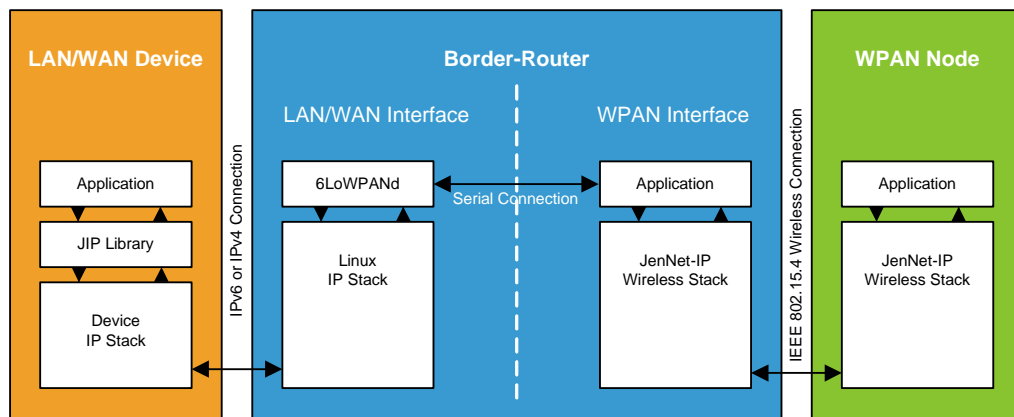 LAN/WAN Device
Application
JIP Library
Device
IP Stack
IPv6 or IPv4 Connection
Border-Router
LAN/WAN Interface
6LoWPANd
Linux
IP Stack
Serial Connection
WPAN Interface
Application
JenNet-IP
Wireless Stack
IEEE 802.15.4 Wireless Connection
WPAN Node
Application
JenNet-IP
Wireless Stack